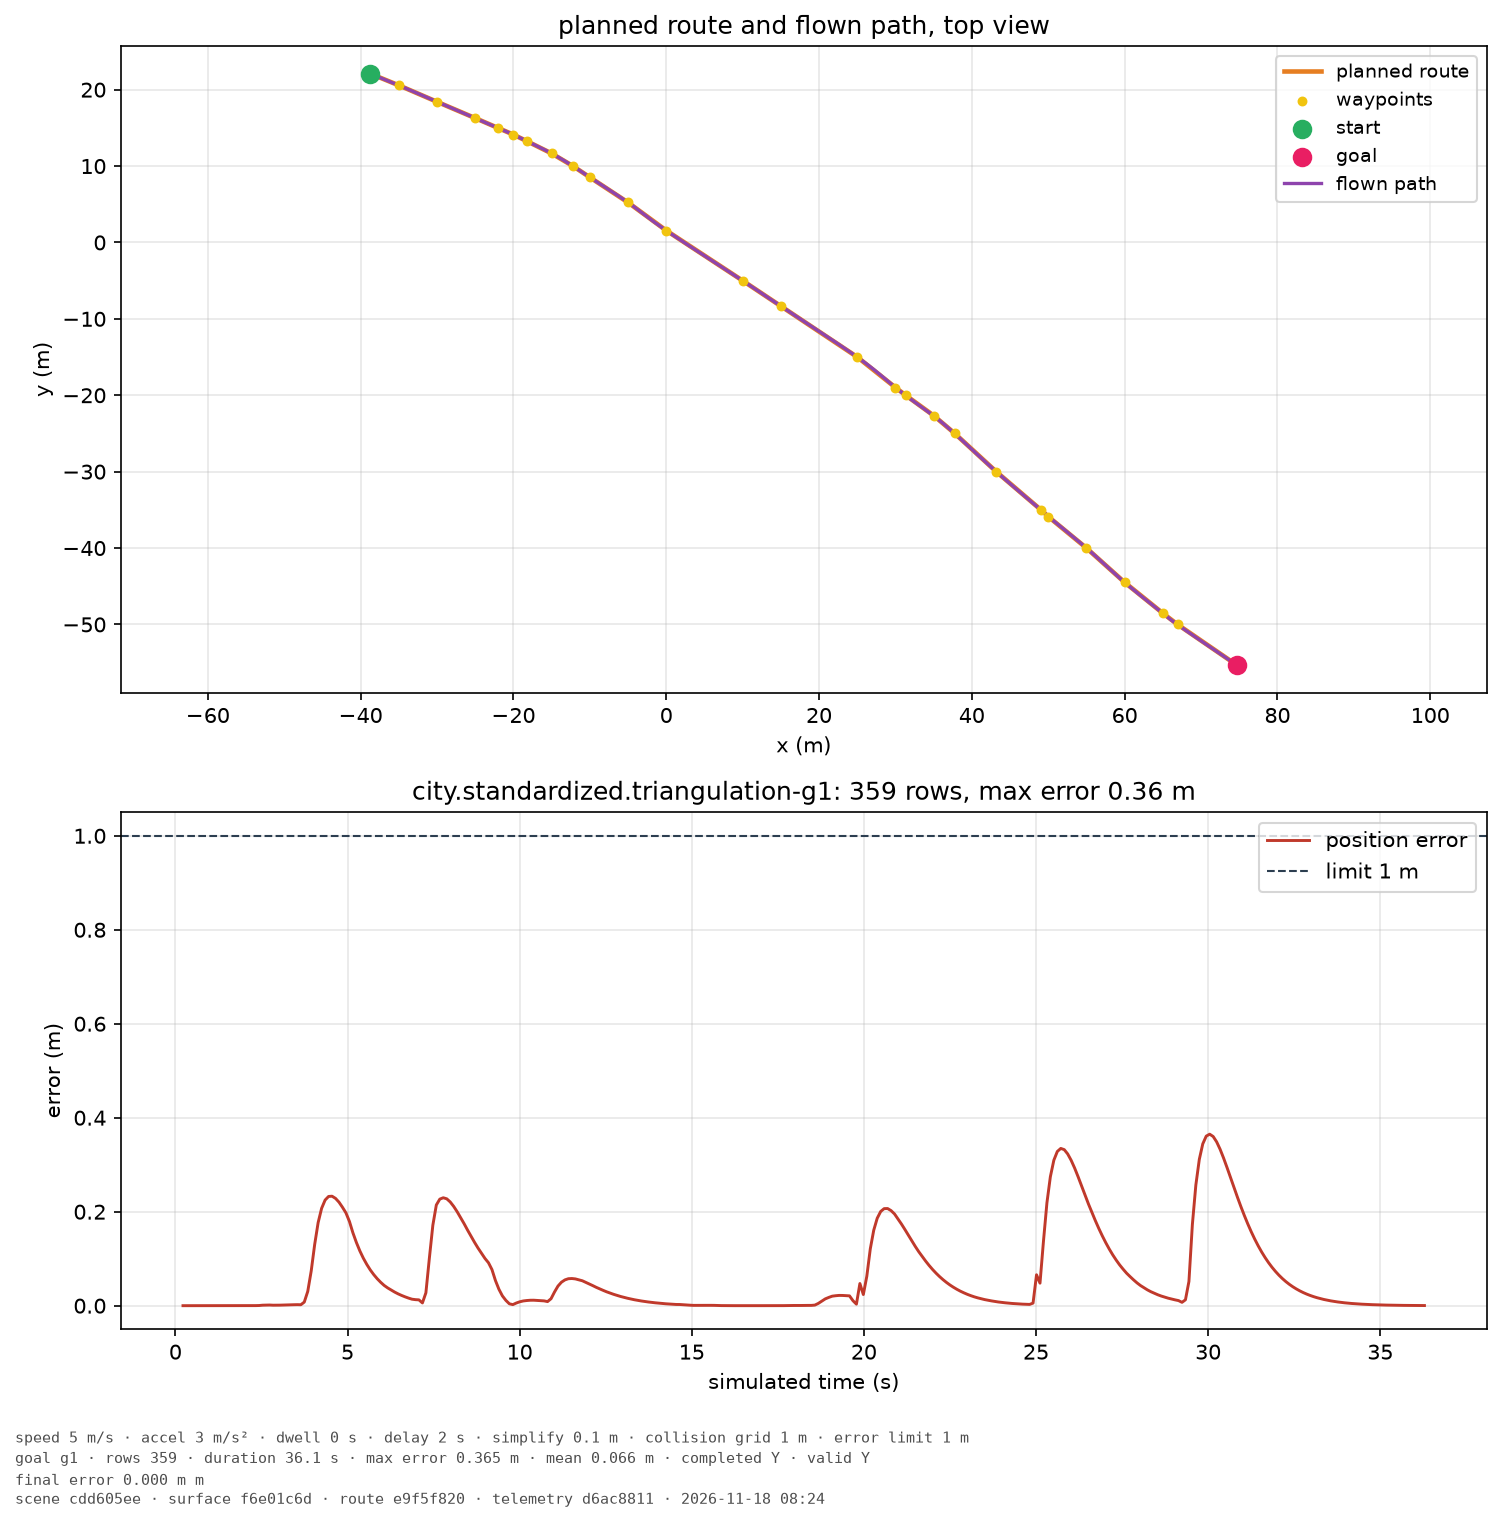 planned route and flown path, top view
planned route
waypoints
start
goal
flown path
20
10
0
−10
−20
−30
−40
−50
y (m)
−60
−40
−20
0
20
40
60
80
100
x (m)
city.standardized.triangulation-g1: 359 rows, max error 0.36 m
position error
limit 1 m
1.0
0.8
0.6
0.4
0.2
0.0
error (m)
0
5
10
15
20
25
30
35
simulated time (s)
speed 5 m/s · accel 3 m/s² · dwell 0 s · delay 2 s · simplify 0.1 m · collision grid 1 m · error limit 1 m
goal g1 · rows 359 · duration 36.1 s · max error 0.365 m · mean 0.066 m · completed Y · valid Y
final error 0.000 m m
scene cdd605ee · surface f6e01c6d · route e9f5f820 · telemetry d6ac8811 · 2026-11-18 08:24